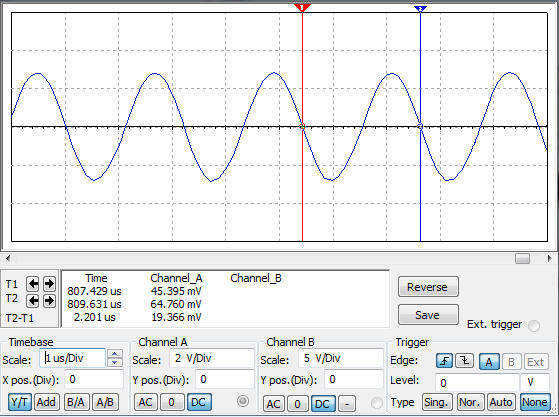 1
2
Time Channel_A Channel_B
T1 807.429 us 45.395 mV
T2 809.631 us 64.760 mV
T2-T1 2.201 us 19.366 mV
Reverse
Save
Ext. trigger
Timebase
Scale: 1 us/Div
X pos.(Div): 0
Y/T Add B/A A/B
Channel A
Scale: 2 V/Div
Y pos.(Div): 0
AC 0 DC
Channel B
Scale: 5 V/Div
Y pos.(Div): 0
AC 0 DC -
Trigger
Edge: A B Ext
Level: 0 V
Type Sing. Nor. Auto None